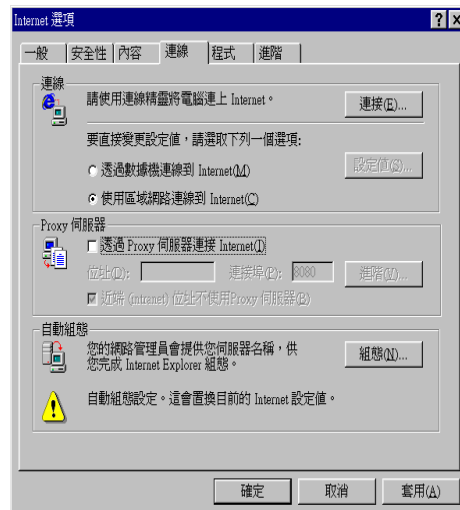 Internet 選項
一般 安全性 內容 連線 程式 進階
連線
請使用連線精靈將電腦連上 Internet。
連接(E)...
要直接變更設定值，請選取下列一個選項:
透過數據機連線到 Internet(M)
設定值(S)...
使用區域網路連線到 Internet(C)
Proxy 伺服器
透過 Proxy 伺服器連接 Internet(I)
位址(D): 連接埠(P): 8080 進階(V)...
近端 (intranet) 位址不使用Proxy 伺服器(B)
自動組態
您的網路管理員會提供您伺服器名稱，供
您完成 Internet Explorer 組態。
組態(N)...
自動組態設定。這會置換目前的 Internet 設定值。
確定 取消 套用(A)